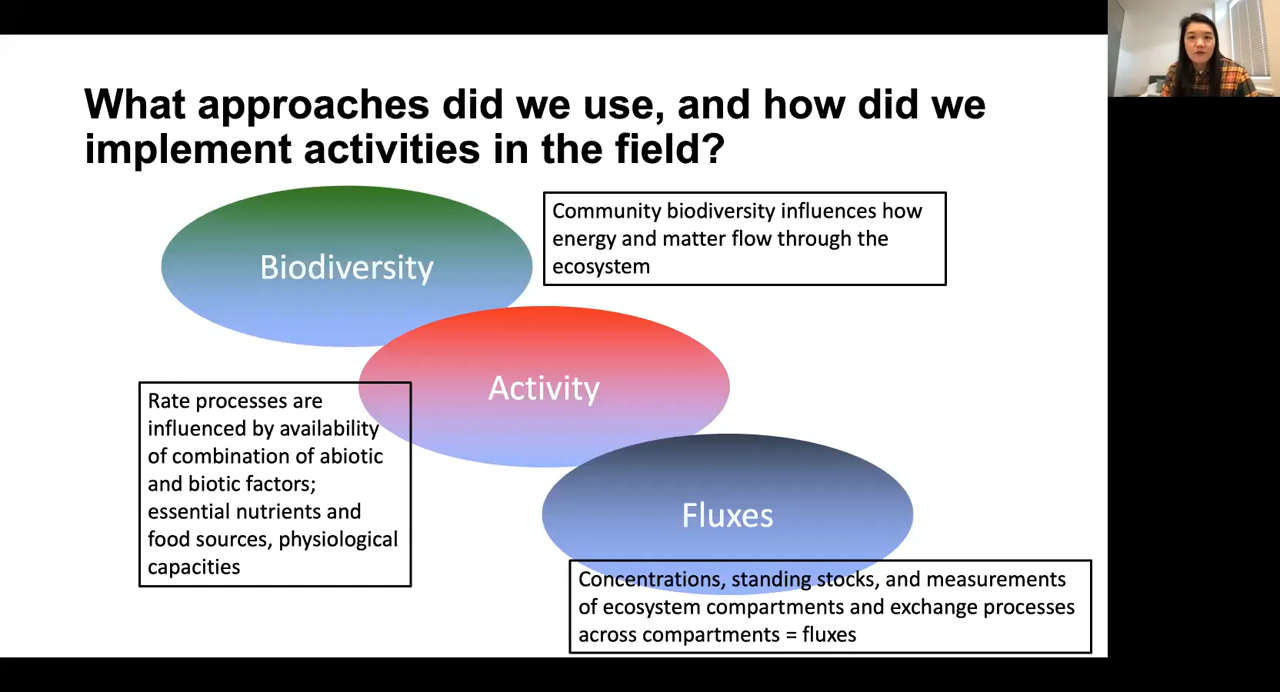 What approaches did we use, and how did we
implement activities in the field?
Biodiversity
Community biodiversity influences how
energy and matter flow through the
ecosystem
Activity
Rate processes are
influenced by availability
of combination of abiotic
and biotic factors;
essential nutrients and
food sources, physiological
capacities
Fluxes
Concentrations, standing stocks, and measurements
of ecosystem compartments and exchange processes
across compartments = fluxes